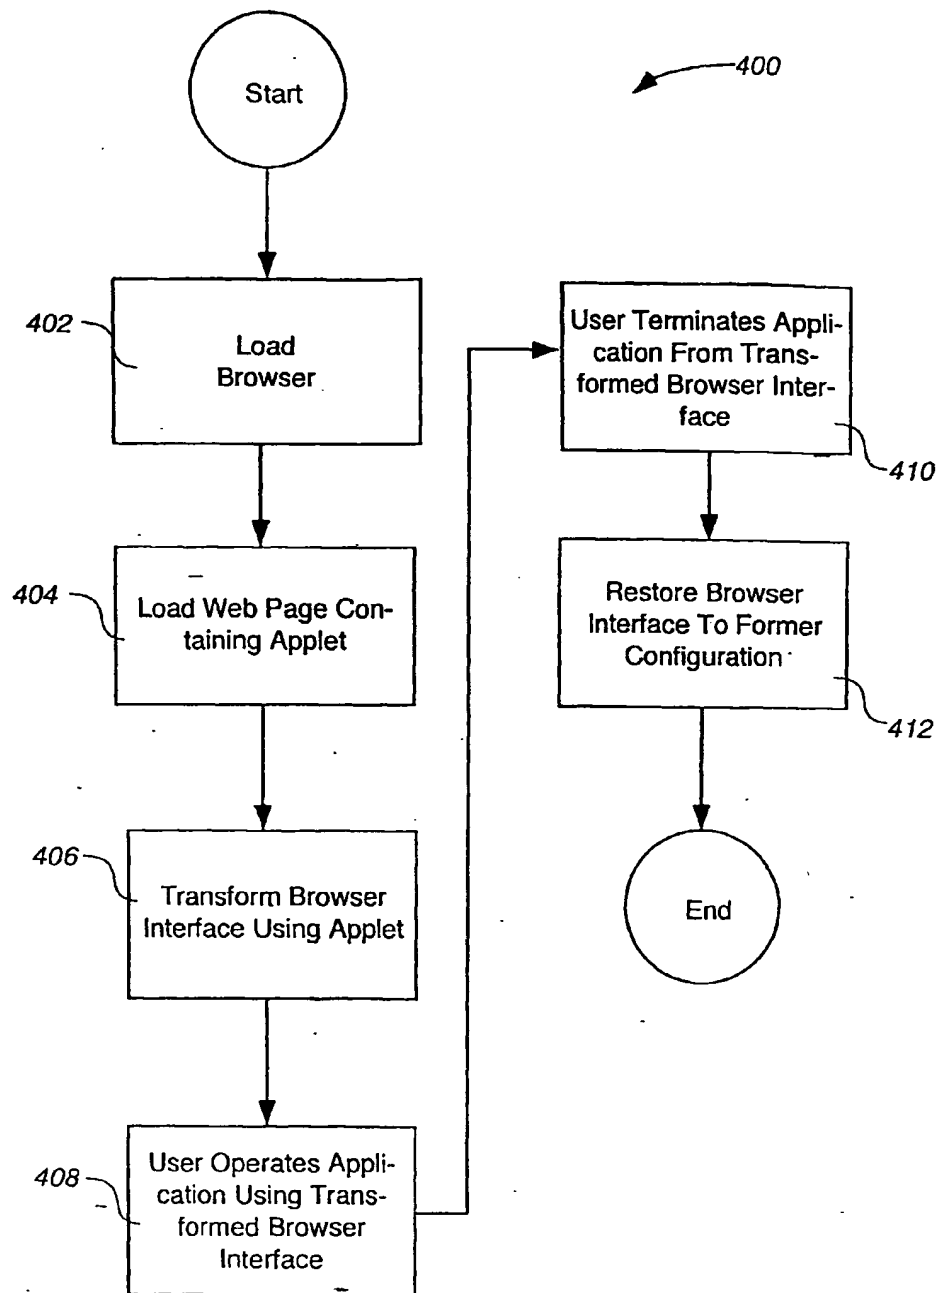 Start
400
402
Load
Browser
404
Load Web Page Con-
taining Applet
406
Transform Browser
Interface Using Applet
408
User Operates Appli-
cation Using Trans-
formed Browser
Interface
User Terminates Appli-
cation From Trans-
formed Browser Inter-
face
410
Restore Browser
Interface To Former
Configuration
412
End